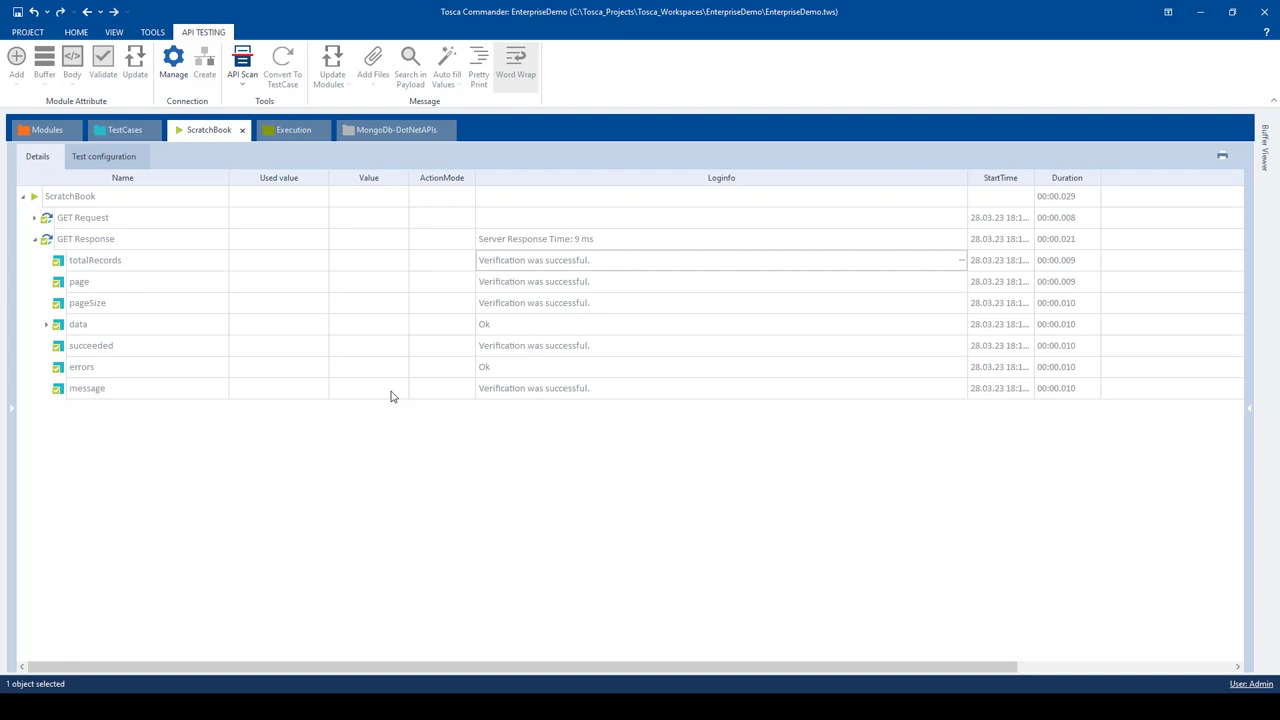 Tosca Commander: EnterpriseDemo (C:\Tosca_Projects\Tosca_Workspaces\EnterpriseDemo\EnterpriseDemo.tws)
PROJECT HOME VIEW TOOLS API TESTING ?
Add Buffer Body Validate Update Manage Create API Scan Convert To TestCase Update Modules Add Files Search in Payload Auto fill Values Pretty Print Word Wrap
Module Attribute Connection Tools Message
Modules TestCases ScratchBook x Execution MongoDb-DotNetAPIs
Buffer Viewer
Details Test configuration
Name Used value Value ActionMode Loginfo StartTime Duration
ScratchBook 00:00.029
GET Request 28.03.23 18:1... 00:00.008
GET Response Server Response Time: 9 ms 28.03.23 18:1... 00:00.021
totalRecords Verification was successful. 28.03.23 18:1... 00:00.009
page Verification was successful. 28.03.23 18:1... 00:00.009
pageSize Verification was successful. 28.03.23 18:1... 00:00.010
data Ok 28.03.23 18:1... 00:00.010
succeeded Verification was successful. 28.03.23 18:1... 00:00.010
errors Ok 28.03.23 18:1... 00:00.010
message Verification was successful. 28.03.23 18:1... 00:00.010
1 object selected User: Admin